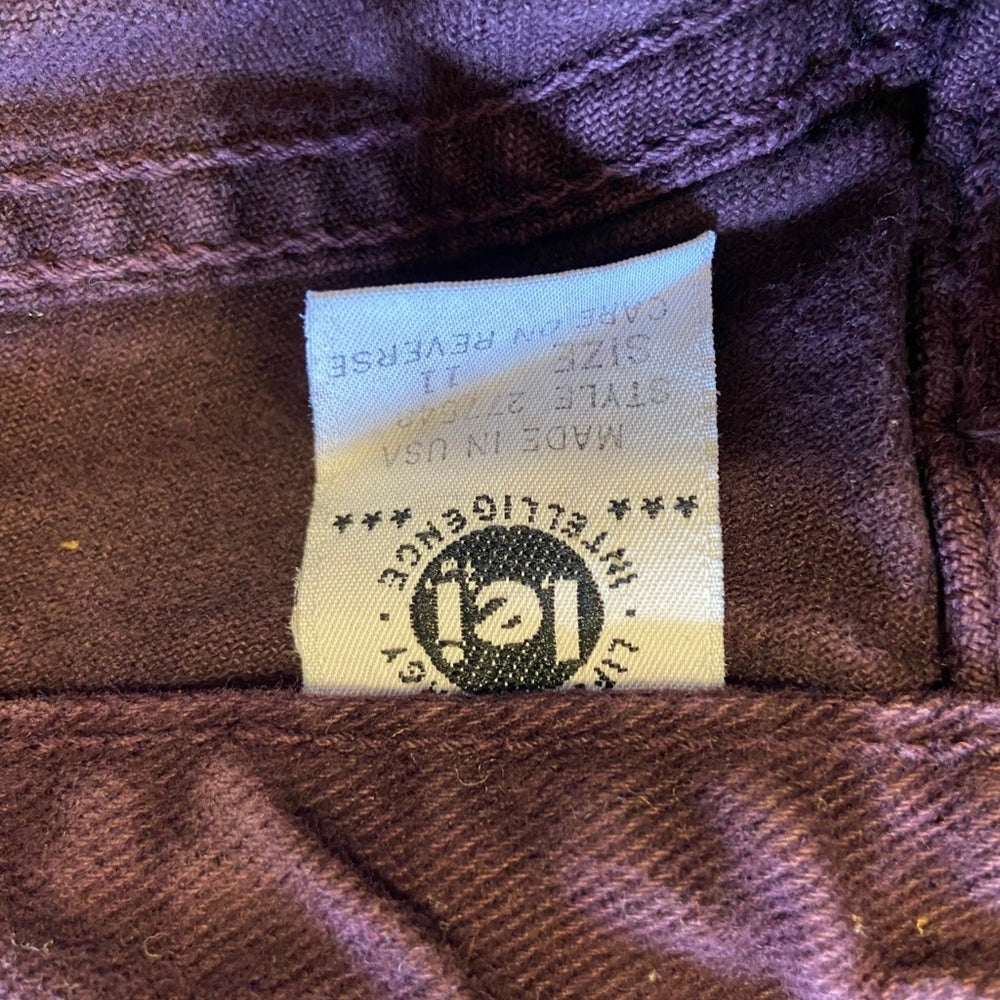 lei
INTELLIGENCE
MADE IN USA
STYLE
SIZE 11
CARE ON REVERSE